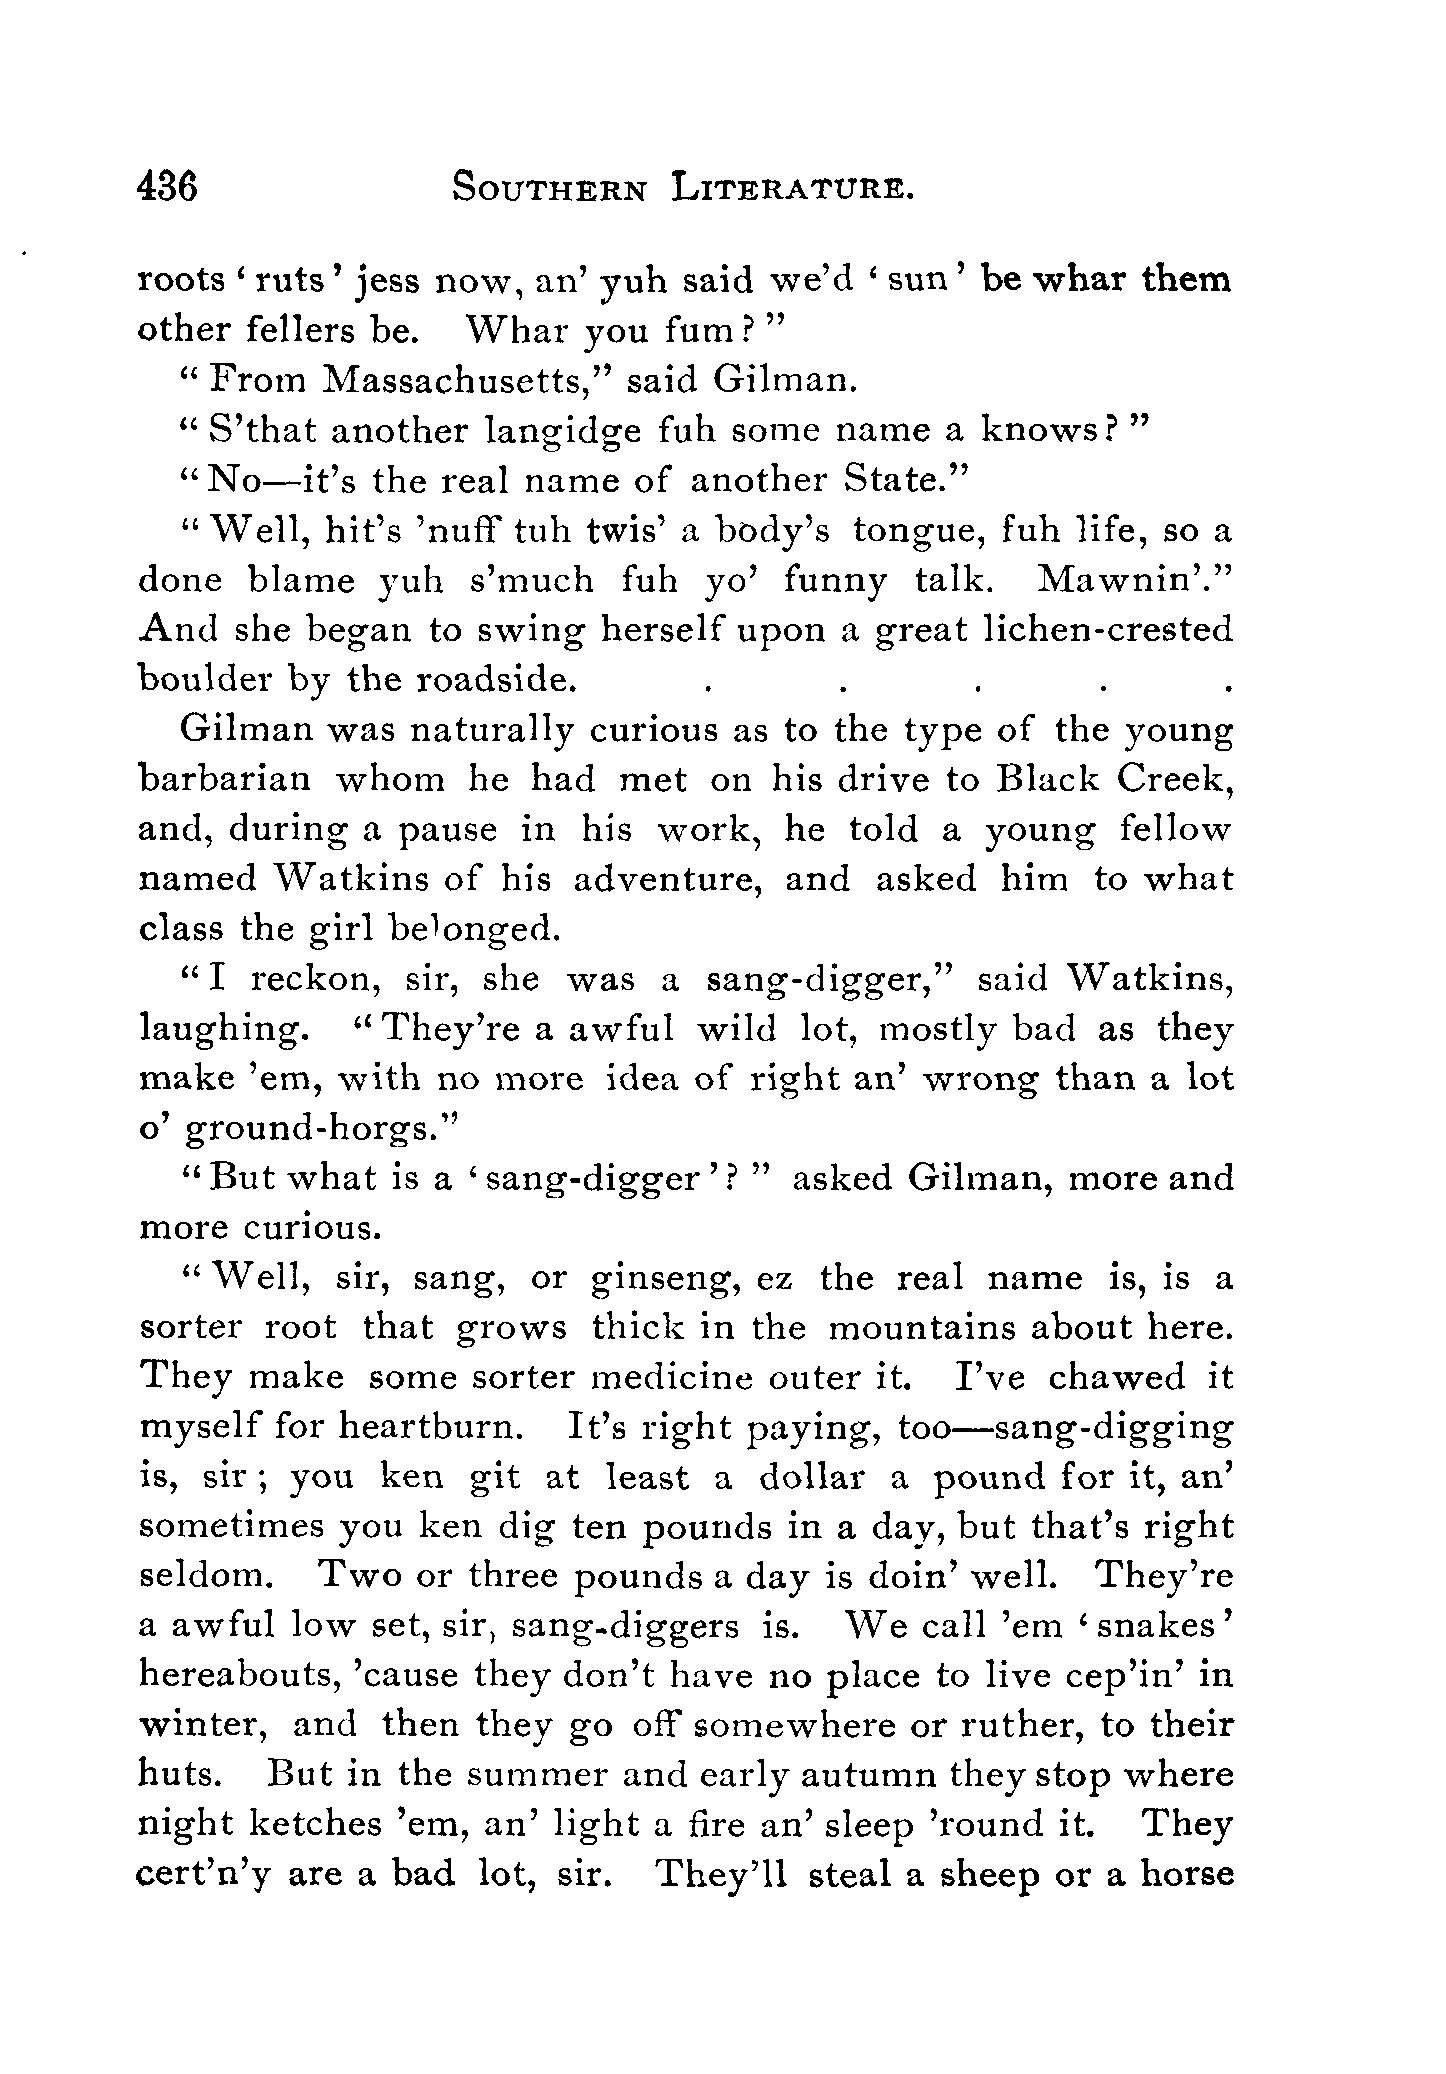 436 SOUTHERN LITERATURE.
roots ‘ruts’ jess now, an’ yuh said we’d ‘sun’ be whar them
other fellers be. Whar you fum?”
“From Massachusetts,” said Gilman.
“S’that another langidge fuh some name a knows?”
“No—it’s the real name of another State.”
“Well, hit’s ’nuff tuh twis’ a body’s tongue, fuh life, so a
done blame yuh s’much fuh yo’ funny talk. Mawnin’.”
And she began to swing herself upon a great lichen-crested
boulder by the roadside. . . . . .
Gilman was naturally curious as to the type of the young
barbarian whom he had met on his drive to Black Creek,
and, during a pause in his work, he told a young fellow
named Watkins of his adventure, and asked him to what
class the girl belonged.
“I reckon, sir, she was a sang-digger,” said Watkins,
laughing. “They’re a awful wild lot, mostly bad as they
make ’em, with no more idea of right an’ wrong than a lot
o’ ground-horgs.”
“But what is a ‘sang-digger’?” asked Gilman, more and
more curious.
“Well, sir, sang, or ginseng, ez the real name is, is a
sorter root that grows thick in the mountains about here.
They make some sorter medicine outer it. I’ve chawed it
myself for heartburn. It’s right paying, too—sang-digging
is, sir; you ken git at least a dollar a pound for it, an’
sometimes you ken dig ten pounds in a day, but that’s right
seldom. Two or three pounds a day is doin’ well. They’re
a awful low set, sir, sang-diggers is. We call ’em ‘snakes’
hereabouts, ’cause they don’t have no place to live cep’in’ in
winter, and then they go off somewhere or ruther, to their
huts. But in the summer and early autumn they stop where
night ketches ’em, an’ light a fire an’ sleep ’round it. They
cert’n’y are a bad lot, sir. They’ll steal a sheep or a horse